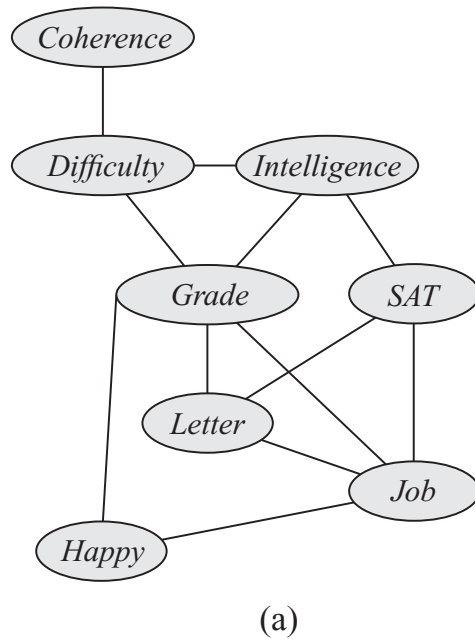 Coherence
Difficulty Intelligence
Grade SAT
Letter
Job
Happy
(a)